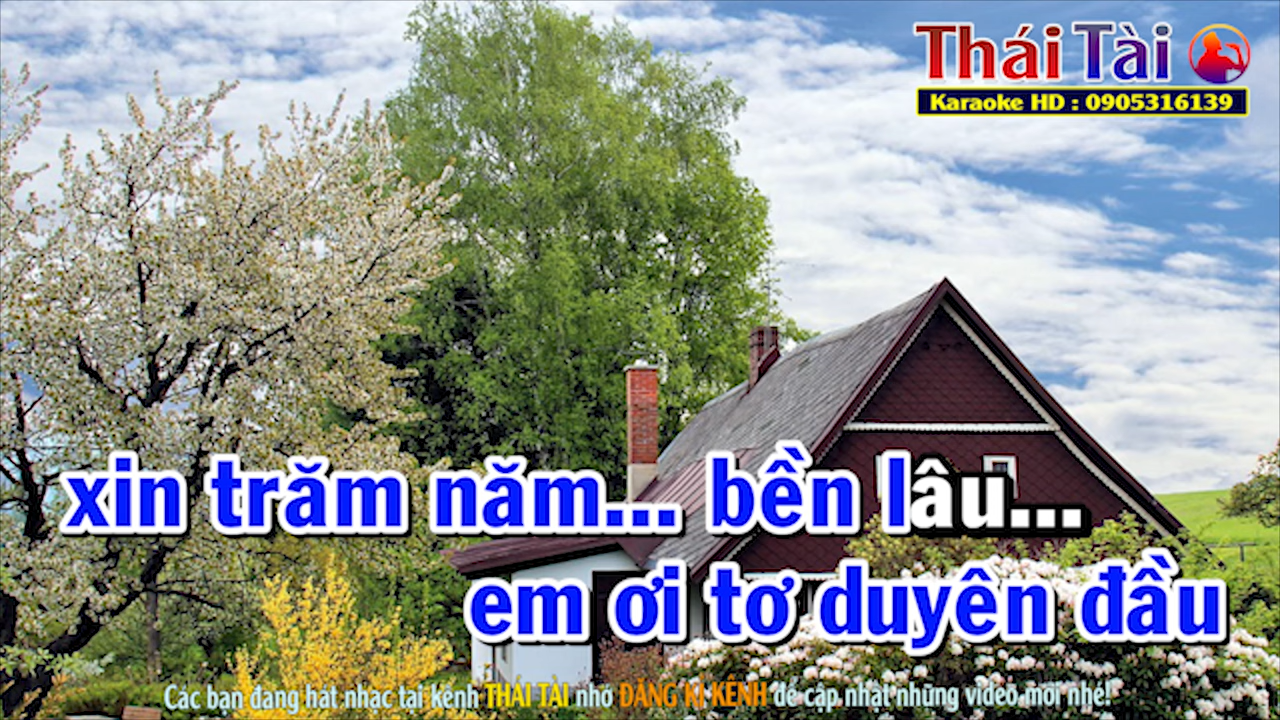 Thái Tài
Karaoke HD : 0905316139
xin trăm năm... bền lâu...
em ơi tơ duyên đầu
Các bạn đang hát nhạc tại kênh THÁI TÀI nhớ ĐĂNG KÍ KÊNH để cập nhật những video mới nhé!